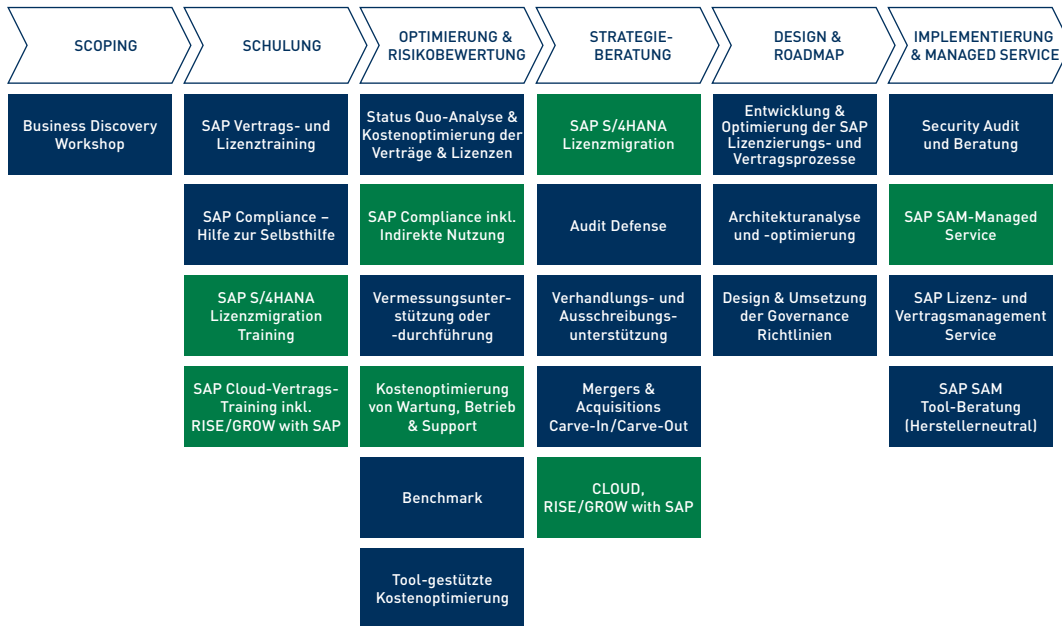 SCOPING
SCHULUNG
OPTIMIERUNG &
RISIKOBEWERTUNG
STRATEGIE-
BERATUNG
DESIGN &
ROADMAP
IMPLEMENTIERUNG
& MANAGED SERVICE
Business Discovery
Workshop
SAP Vertrags- und
Lizenztraining
SAP Compliance –
Hilfe zur Selbsthilfe
SAP S/4HANA
Lizenzmigration
Training
SAP Cloud-Vertrags-
Training inkl.
RISE/GROW with SAP
Status Quo-Analyse &
Kostenoptimierung der
Verträge & Lizenzen
SAP Compliance inkl.
Indirekte Nutzung
Vermessungsunter-
stützung oder
-durchführung
Kostenoptimierung
von Wartung, Betrieb
& Support
Benchmark
Tool-gestützte
Kostenoptimierung
SAP S/4HANA
Lizenzmigration
Audit Defense
Verhandlungs- und
Ausschreibungs-
unterstützung
Mergers &
Acquisitions
Carve-In/Carve-Out
CLOUD,
RISE/GROW with SAP
Entwicklung &
Optimierung der SAP
Lizenzierungs- und
Vertragsprozesse
Architekturanalyse
und -optimierung
Design & Umsetzung
der Governance
Richtlinien
Security Audit
und Beratung
SAP SAM-Managed
Service
SAP Lizenz- und
Vertragsmanagement
Service
SAP SAM
Tool-Beratung
(Herstellerneutral)